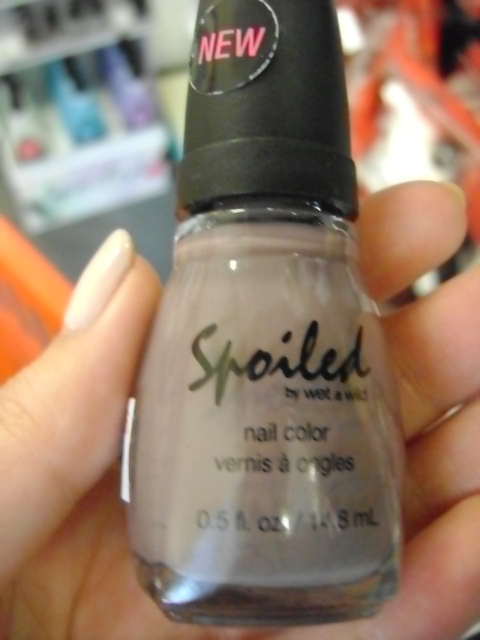 NEW
Spoiled
by wet n wild
nail color
vernis à ongles
0.5 fl. oz. / 14.8 mL